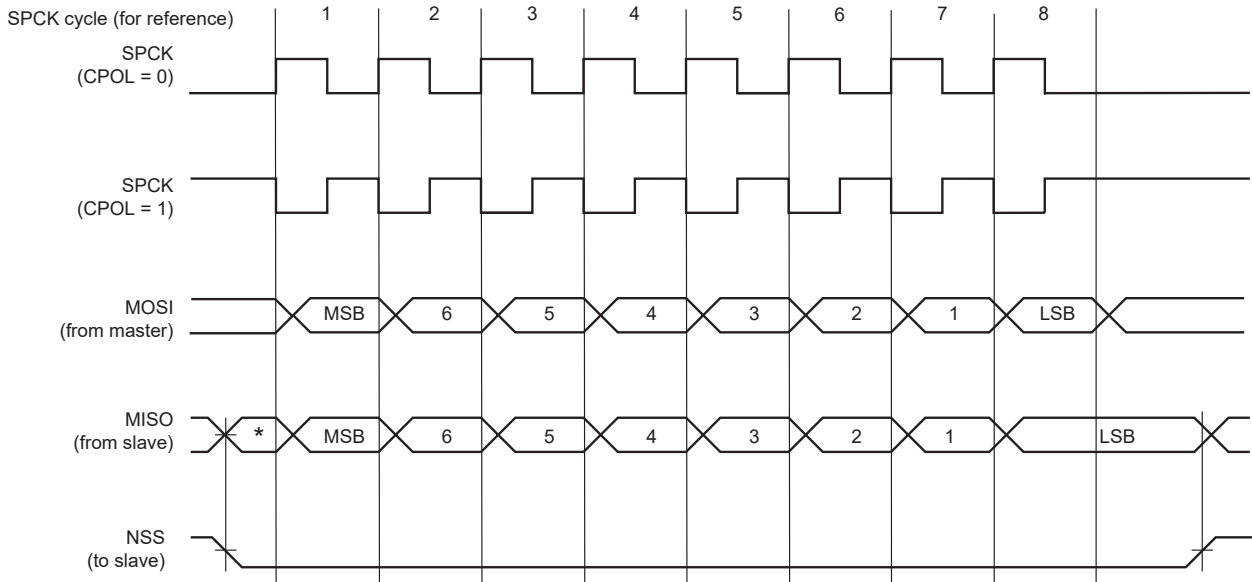 SPCK cycle (for reference)
1 2 3 4 5 6 7 8
SPCK
(CPOL = 0)
SPCK
(CPOL = 1)
MOSI
(from master)
MSB 6 5 4 3 2 1 LSB
MISO
(from slave)
* MSB 6 5 4 3 2 1 LSB
NSS
(to slave)